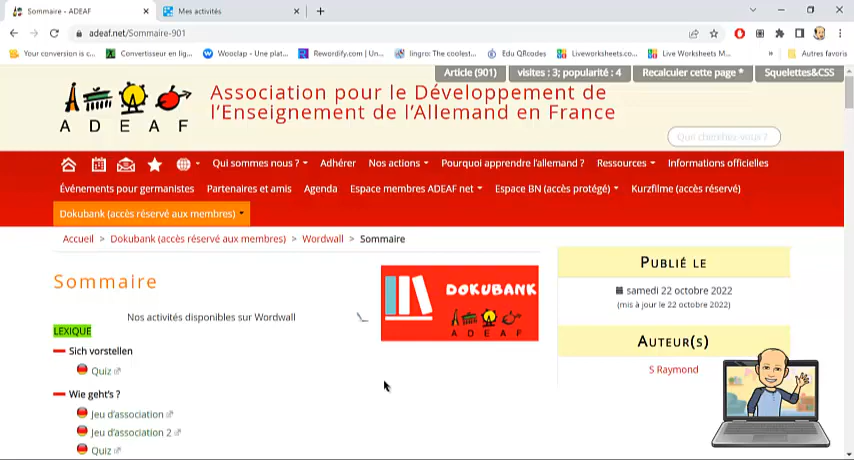 Sommaire - ADEAF
Mes activités
adeaf.net/Sommaire-901
Your conversion is c...
Convertisseur en lig...
Wooclap - Une plat...
Rewordify.com | Un...
lingro: The coolest...
Edu QRcodes
Liveworksheets.co...
Live Worksheets M...
Autres favoris
Article (901)
visites : 3; popularité : 4
Recalculer cette page *
Squelettes&CSS
Association pour le Développement de
l'Enseignement de l'Allemand en France
A D E A F
Que cherchez-vous ?
Qui sommes nous ? Adhérer Nos actions Pourquoi apprendre l'allemand ? Ressources Informations officielles
Événements pour germanistes Partenaires et amis Agenda Espace membres ADEAF net Espace BN (accès protégé) Kurzfilme (accès réservé)
Dokubank (accès réservé aux membres)
Accueil > Dokubank (accès réservé aux membres) > Wordwall > Sommaire
Sommaire
Nos activités disponibles sur Wordwall
LEXIQUE
Sich vorstellen
Quiz
Wie geht's ?
Jeu d'association
Jeu d'association 2
Quiz
DOKUBANK
A D E A F
Publié le
samedi 22 octobre 2022
(mis à jour le 22 octobre 2022)
Auteur(s)
S Raymond